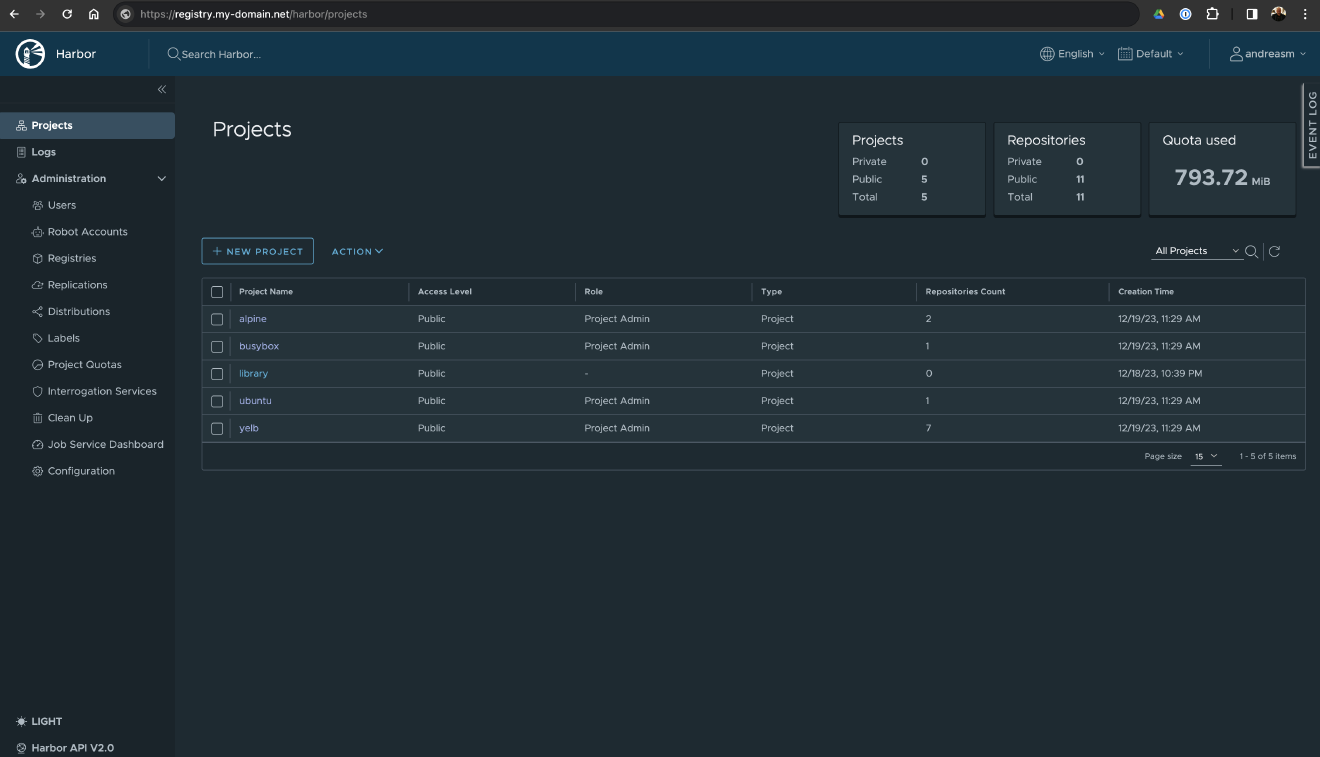 https://registry.my-domain.net/harbor/projects
Harbor
Search Harbor...
English
Default
andreasm
EVENT LOG
Projects
Logs
Administration
Users
Robot Accounts
Registries
Replications
Distributions
Labels
Project Quotas
Interrogation Services
Clean Up
Job Service Dashboard
Configuration
LIGHT
Harbor API V2.0
Projects
Projects
Private 0
Public 5
Total 5
Repositories
Private 0
Public 11
Total 11
Quota used
793.72 MiB
NEW PROJECT
ACTION
All Projects
Project Name Access Level Role Type Repositories Count Creation Time
alpine Public Project Admin Project 2 12/19/23, 11:29 AM
busybox Public Project Admin Project 1 12/19/23, 11:29 AM
library Public - Project 0 12/18/23, 10:39 PM
ubuntu Public Project Admin Project 1 12/19/23, 11:29 AM
yelb Public Project Admin Project 7 12/19/23, 11:29 AM
Page size 15 1 - 5 of 5 items